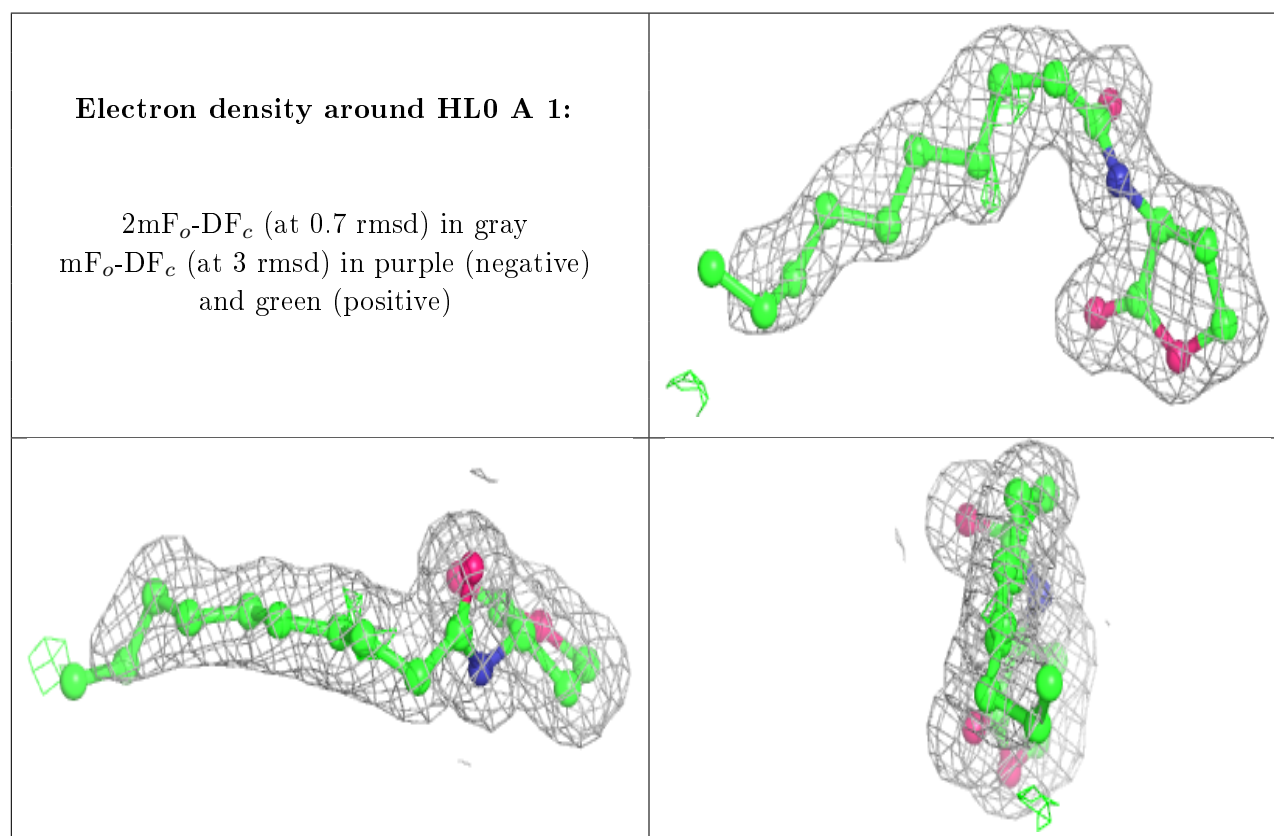 Electron density around HL0 A 1:
2mFo-DFc (at 0.7 rmsd) in gray
mFo-DFc (at 3 rmsd) in purple (negative)
and green (positive)